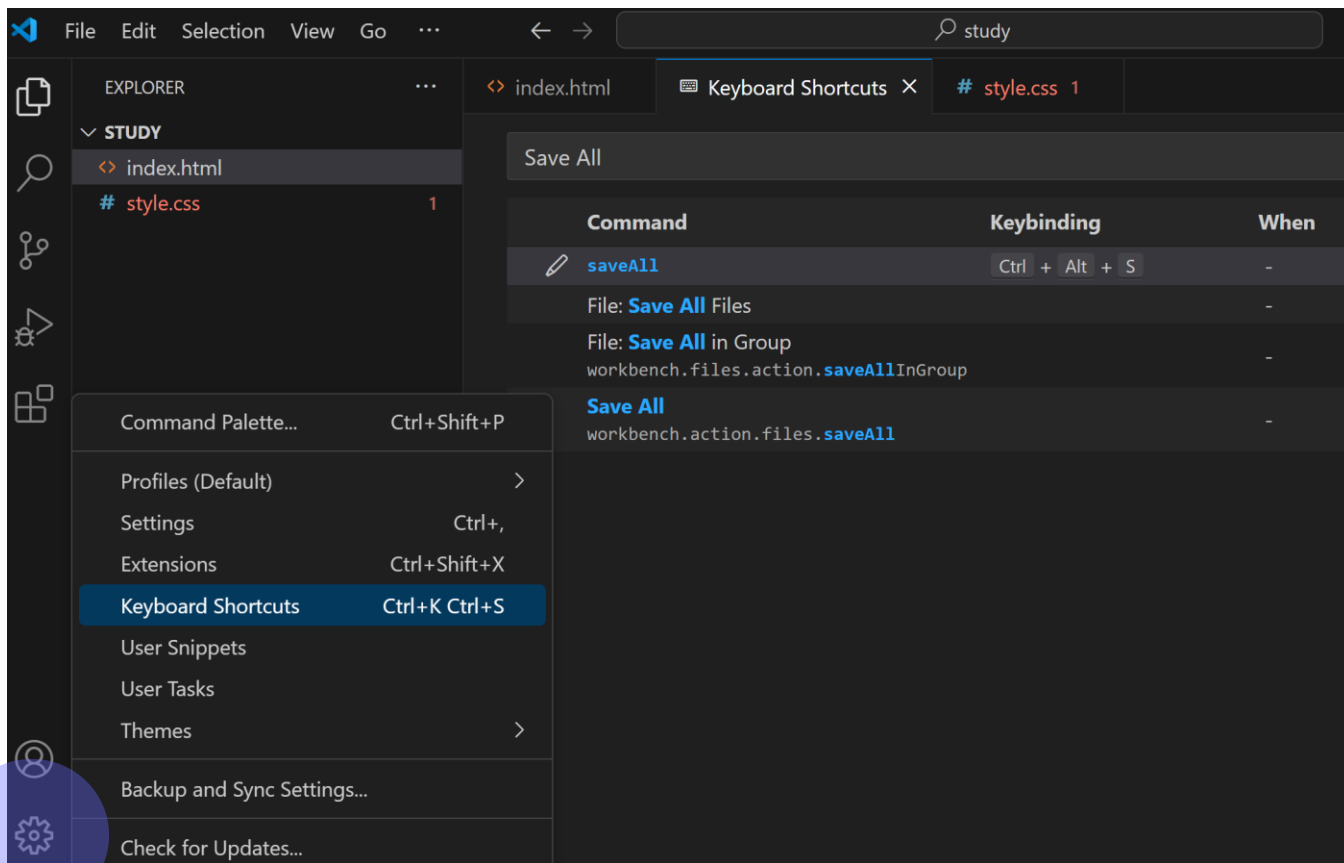 File Edit Selection View Go ··· ← → study
EXPLORER ···
index.html Keyboard Shortcuts × # style.css 1
STUDY
<> index.html
# style.css 1
Save All
Command Keybinding When
saveAll Ctrl + Alt + S -
File: Save All Files -
File: Save All in Group -
workbench.files.action.saveAllInGroup
Save All -
workbench.action.files.saveAll
Command Palette... Ctrl+Shift+P
Profiles (Default) >
Settings Ctrl+,
Extensions Ctrl+Shift+X
Keyboard Shortcuts Ctrl+K Ctrl+S
User Snippets
User Tasks
Themes >
Backup and Sync Settings...
Check for Updates...